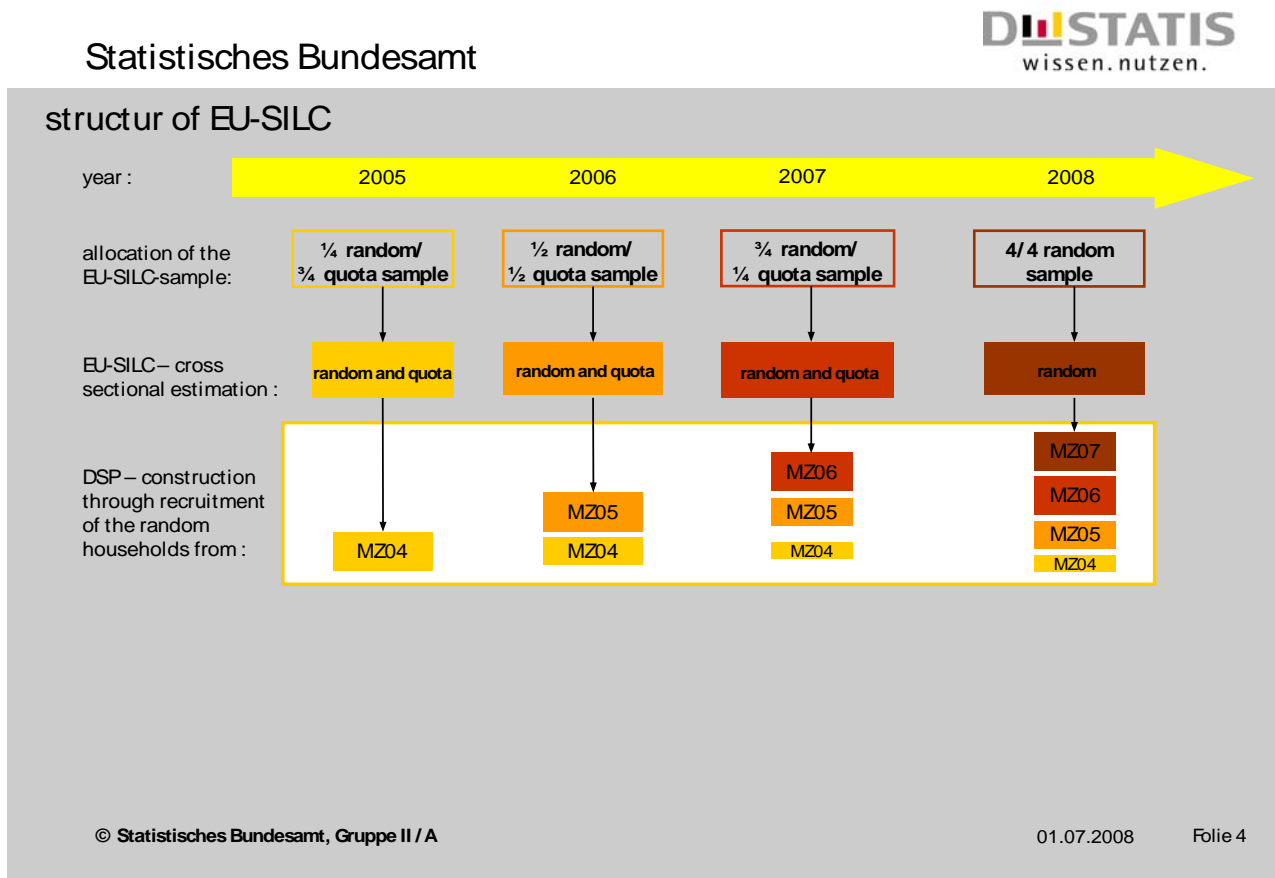 Statistisches Bundesamt
DESTATIS
wissen.nutzen.
structur of EU-SILC
year :
2005
2006
2007
2008
allocation of the
EU-SILC-sample:
¼ random/
¾ quota sample
½ random/
½ quota sample
¾ random/
¼ quota sample
4/4 random
sample
EU-SILC – cross
sectional estimation :
random and quota
random and quota
random and quota
random
DSP – construction
through recruitment
of the random
households from :
MZ04
MZ05
MZ04
MZ06
MZ05
MZ04
MZ07
MZ06
MZ05
MZ04
© Statistisches Bundesamt, Gruppe II / A
01.07.2008
Folie 4